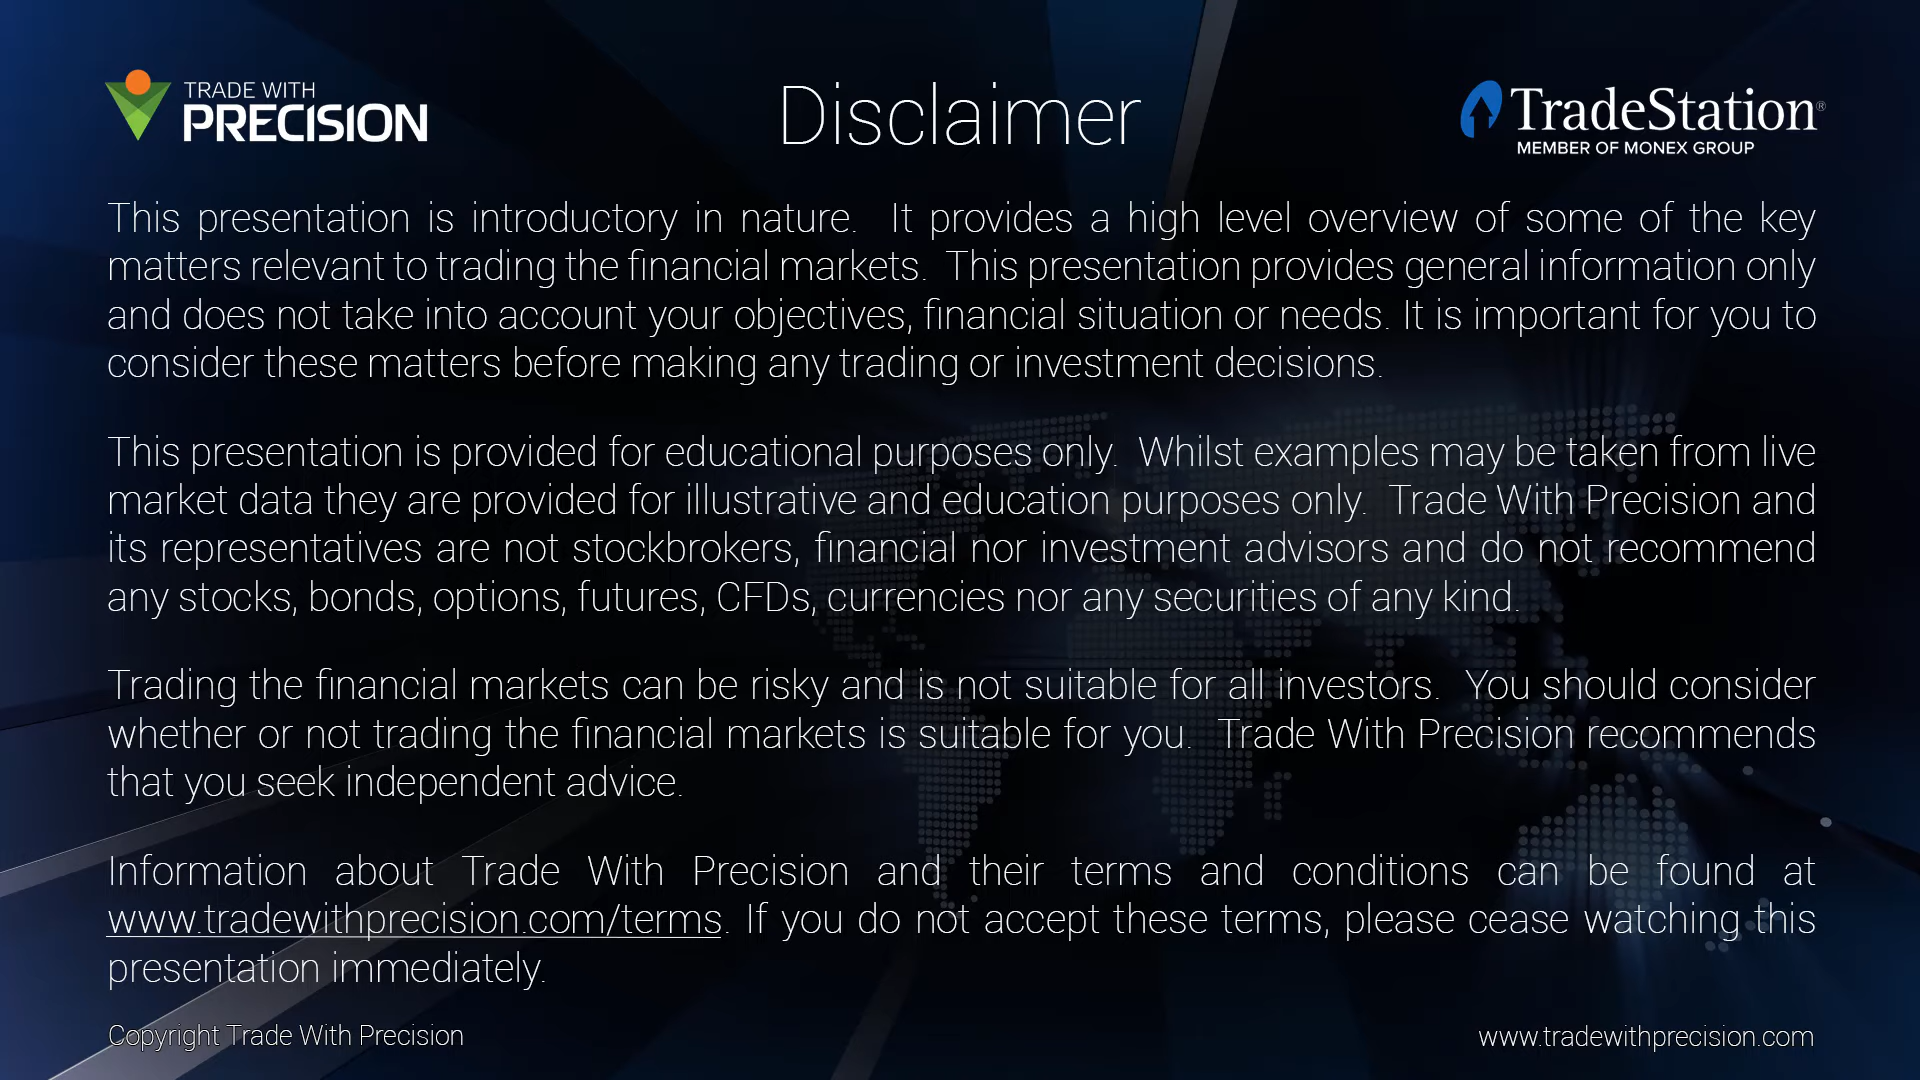 TRADE WITH
PRECISION
Disclaimer
TradeStation®
MEMBER OF MONEX GROUP
This presentation is introductory in nature.  It provides a high level overview of some of the key
matters relevant to trading the financial markets.  This presentation provides general information only
and does not take into account your objectives, financial situation or needs. It is important for you to
consider these matters before making any trading or investment decisions.
This presentation is provided for educational purposes only.  Whilst examples may be taken from live
market data they are provided for illustrative and education purposes only.  Trade With Precision and
its representatives are not stockbrokers, financial nor investment advisors and do not recommend
any stocks, bonds, options, futures, CFDs, currencies nor any securities of any kind.
Trading the financial markets can be risky and is not suitable for all investors.  You should consider
whether or not trading the financial markets is suitable for you.  Trade With Precision recommends
that you seek independent advice.
Information about Trade With Precision and their terms and conditions can be found at
www.tradewithprecision.com/terms. If you do not accept these terms, please cease watching this
presentation immediately.
Copyright Trade With Precision
www.tradewithprecision.com